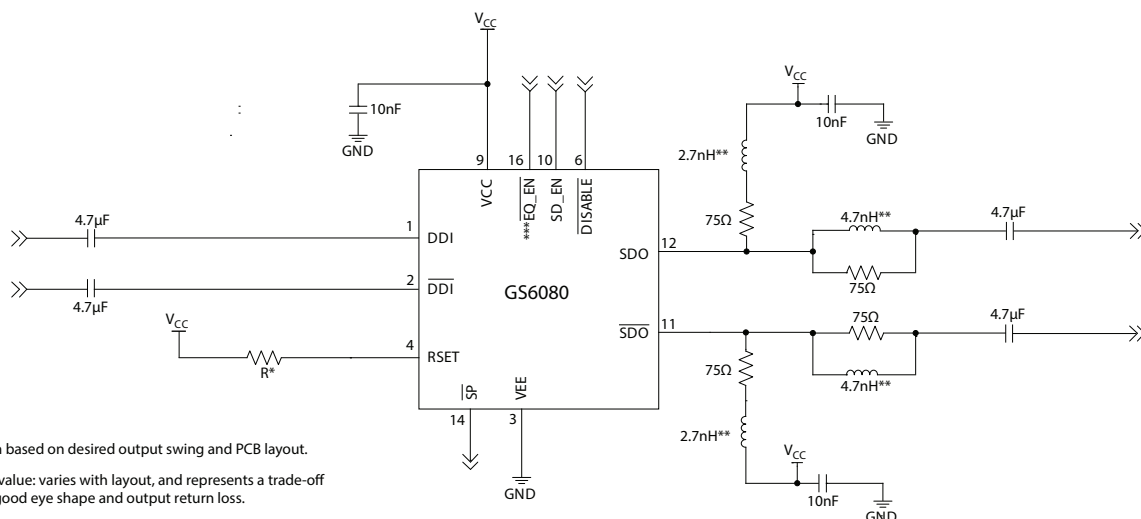 VCC
10nF
GND
9
16
10
6
VCC
***EQ_EN
SD_EN
DISABLE
4.7μF
1
DDI
2
DDI
4.7μF
VCC
4
RSET
R*
GS6080
SP
VEE
14
3
GND
SDO
12
SDO
11
VCC
10nF
GND
2.7nH**
75Ω
4.7nH**
75Ω
4.7μF
75Ω
4.7nH**
4.7μF
75Ω
2.7nH**
VCC
10nF
GND
based on desired output swing and PCB layout.
value: varies with layout, and represents a trade-off
good eye shape and output return loss.